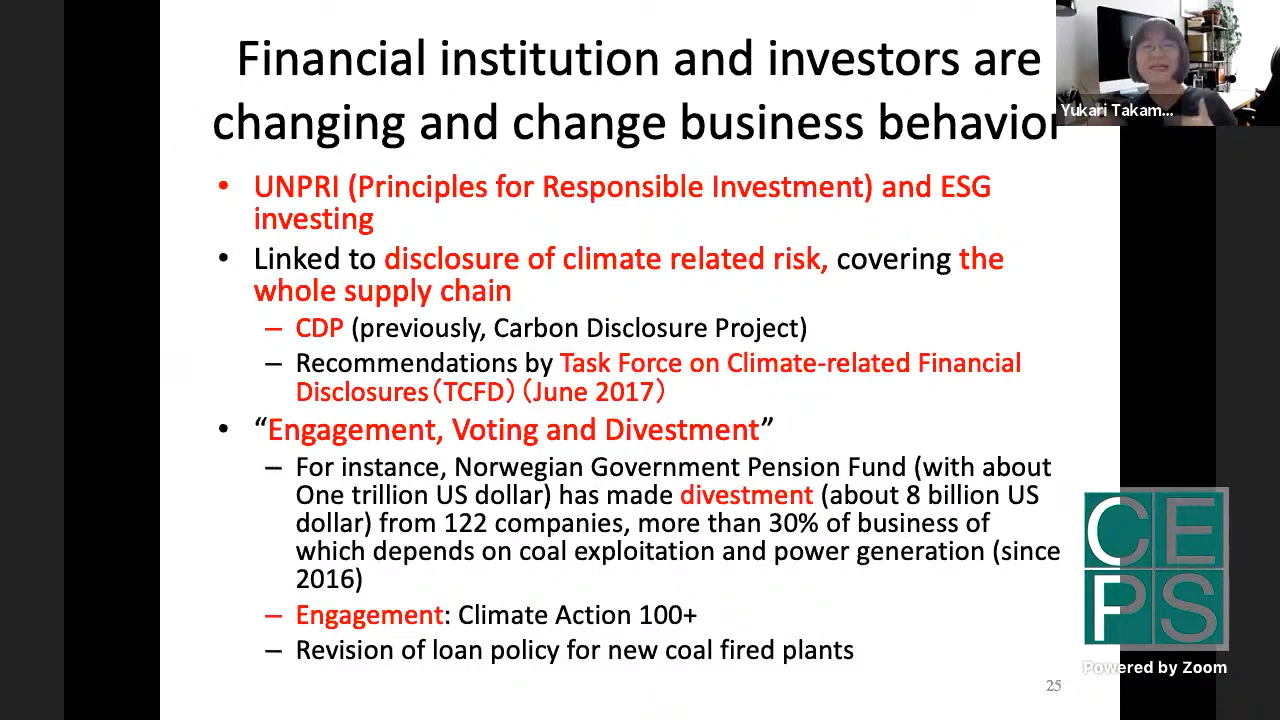 Financial institution and investors are
changing and change business behavior
Yukari Takam...
• UNPRI (Principles for Responsible Investment) and ESG
investing
• Linked to disclosure of climate related risk, covering the
whole supply chain
– CDP (previously, Carbon Disclosure Project)
– Recommendations by Task Force on Climate-related Financial
Disclosures（TCFD）（June 2017）
• “Engagement, Voting and Divestment”
– For instance, Norwegian Government Pension Fund (with about
One trillion US dollar) has made divestment (about 8 billion US
dollar) from 122 companies, more than 30% of business of
which depends on coal exploitation and power generation (since
2016)
– Engagement: Climate Action 100+
– Revision of loan policy for new coal fired plants
25
CE
PS
Powered by Zoom